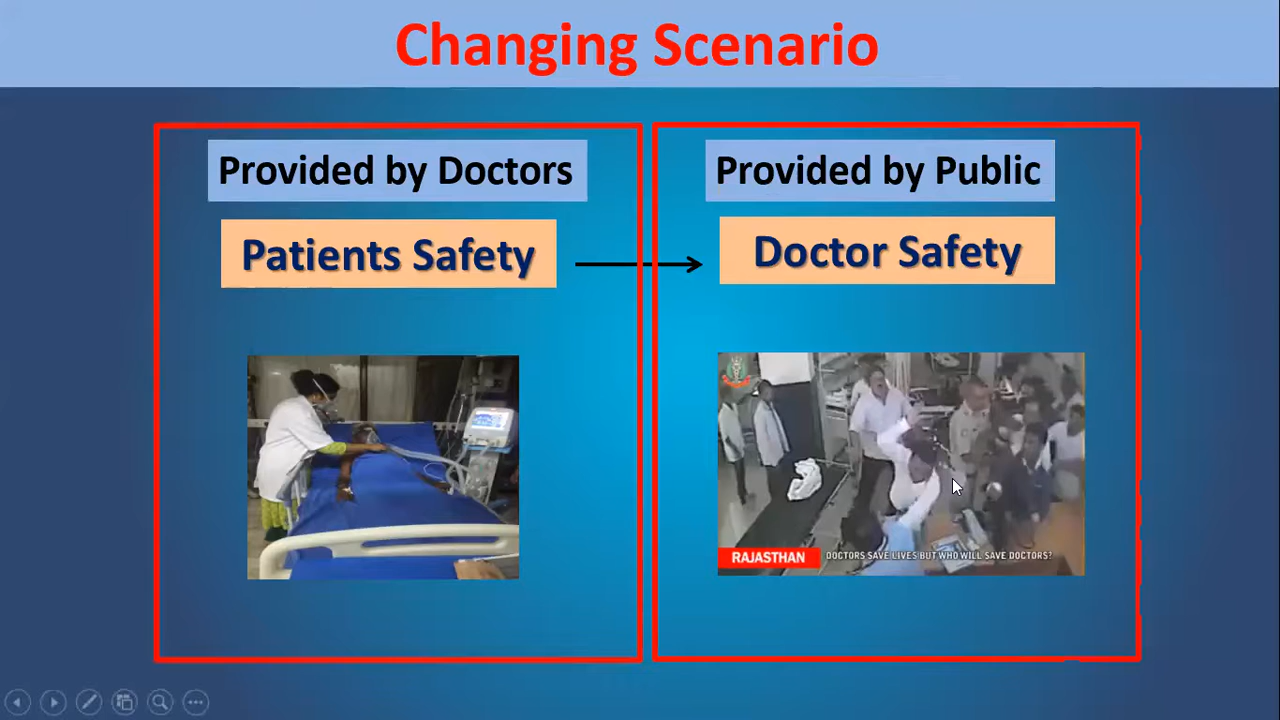 Changing Scenario
Provided by Doctors
Patients Safety
Provided by Public
Doctor Safety
RAJASTHAN
DOCTORS SAVE LIVES BUT WHO WILL SAVE DOCTORS?